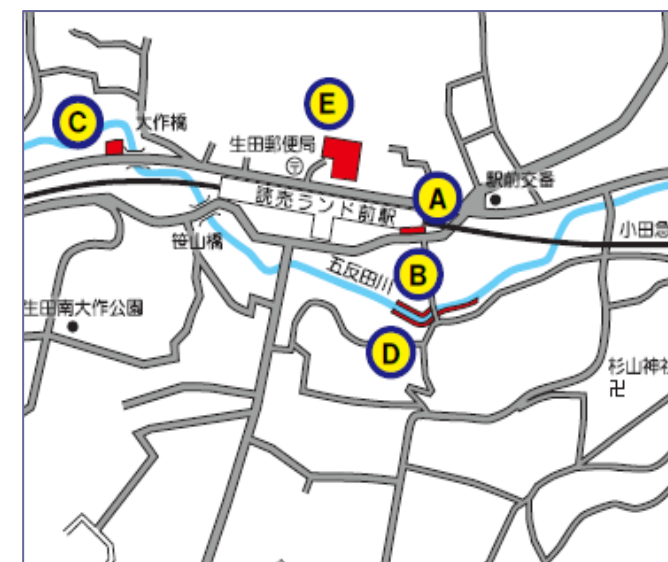 E
C
大作橋
生田郵便局
〒
A
駅前交番
読売ランド前駅
小田急
笹山橋
五反田川
B
生田南大作公園
D
杉山神社
卍